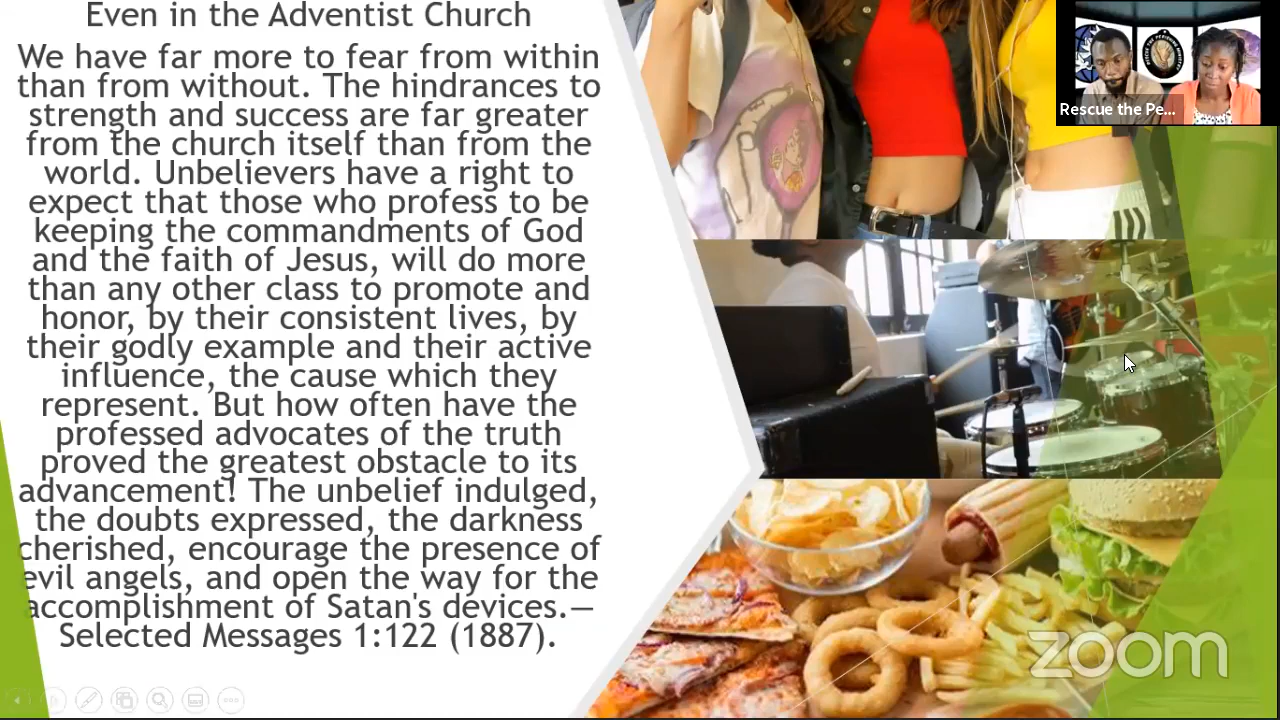 Even in the Adventist Church
We have far more to fear from within
than from without. The hindrances to
strength and success are far greater
from the church itself than from the
world. Unbelievers have a right to
expect that those who profess to be
keeping the commandments of God
and the faith of Jesus, will do more
than any other class to promote and
honor, by their consistent lives, by
their godly example and their active
influence, the cause which they
represent. But how often have the
professed advocates of the truth
proved the greatest obstacle to its
advancement! The unbelief indulged,
the doubts expressed, the darkness
cherished, encourage the presence of
evil angels, and open the way for the
accomplishment of Satan's devices.—
Selected Messages 1:122 (1887).
Rescue the Pe...
zoom